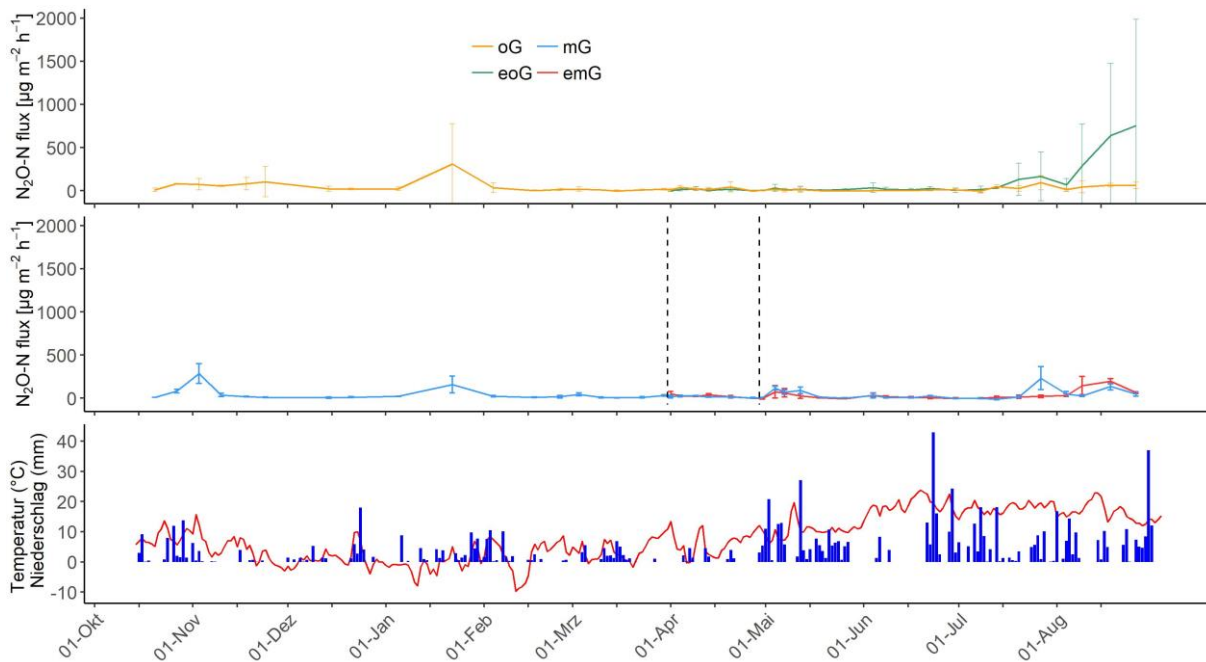 2000
1500
1000
500
0
N₂O-N flux [µg m⁻² h⁻¹]
oG mG
eoG emG
2000
1500
1000
500
0
N₂O-N flux [µg m⁻² h⁻¹]
40
30
20
10
0
-10
Temperatur (°C)
Niederschlag (mm)
01-Okt 01-Nov 01-Dez 01-Jan 01-Feb 01-Mrz 01-Apr 01-Mai 01-Jun 01-Jul 01-Aug